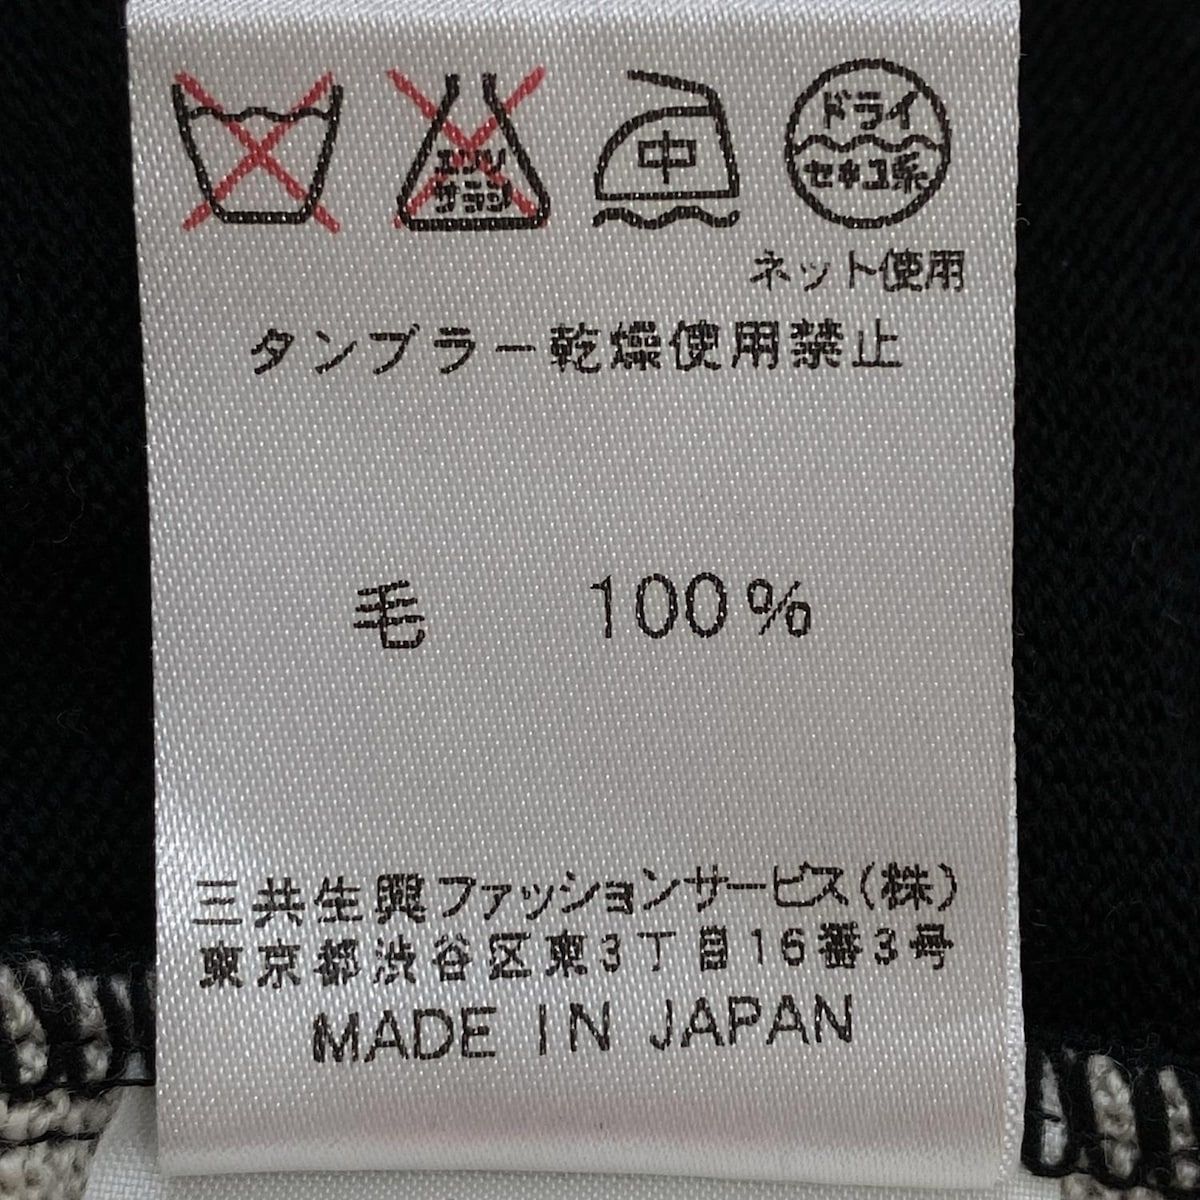 エンソ
サラシ
中
ドライ
セキユ系
ネット使用
タンブラー乾燥使用禁止
毛 100%
三共生興ファッションサービス(株)
東京都渋谷区東3丁目16番3号
MADE IN JAPAN